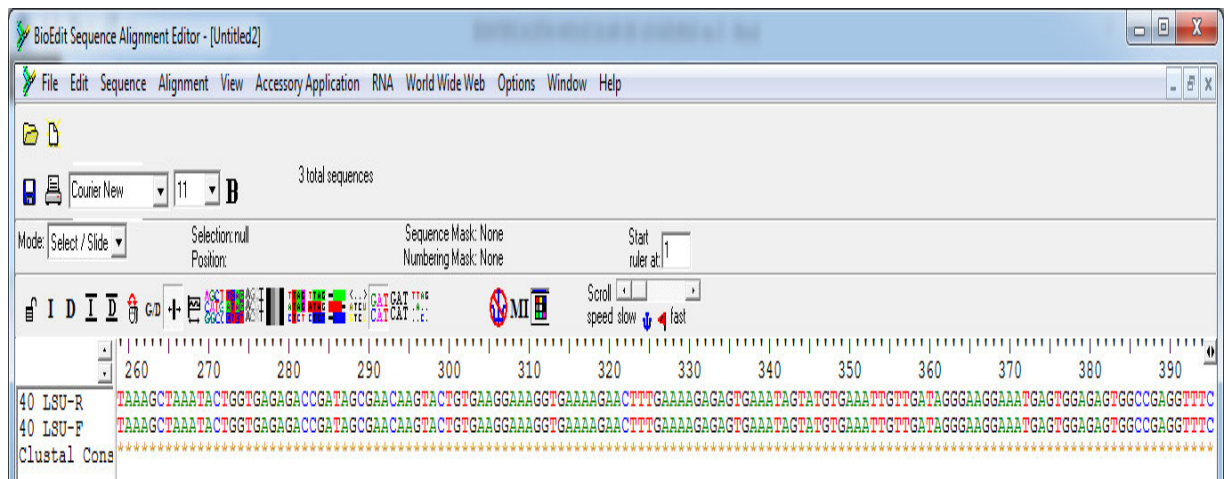 BioEdit Sequence Alignment Editor - [Untitled2]
File Edit Sequence Alignment View Accessory Application RNA World Wide Web Options Window Help
3 total sequences
Courier New 11 B
Mode: Select / Slide Selection: null Sequence Mask: None Start
Position: Numbering Mask: None ruler at: 1
I D I D G/D MI Scroll
speed slow fast
260 270 280 290 300 310 320 330 340 350 360 370 380 390
40 LSU-R TAAAGCTAAATACTGGTGAGAGACCGATAGCGAACAAGTACTGTGAAGGAAAGGTGAAAAGAACTTTGAAAAGAGAGTGAAATAGTATGTGAAATTGTTGATAGGGAAGGAAATGAGTGGAGAGTGGCCGAGGTTTC
40 LSU-F TAAAGCTAAATACTGGTGAGAGACCGATAGCGAACAAGTACTGTGAAGGAAAGGTGAAAAGAACTTTGAAAAGAGAGTGAAATAGTATGTGAAATTGTTGATAGGGAAGGAAATGAGTGGAGAGTGGCCGAGGTTTC
Clustal Cons